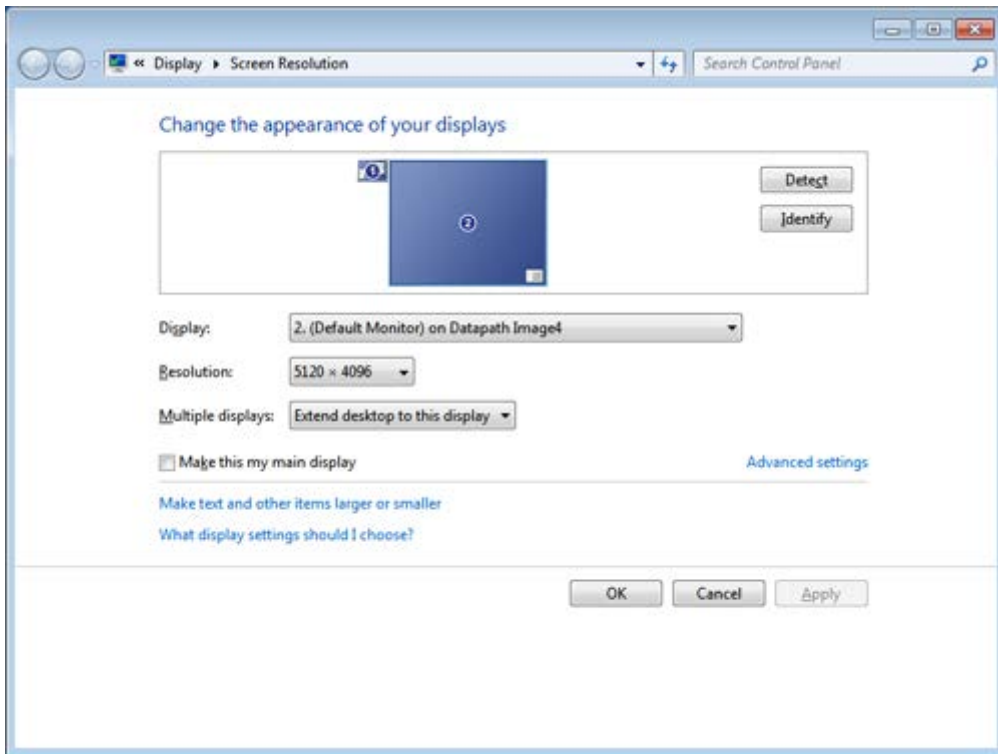 « Display ▸ Screen Resolution
Search Control Panel
Change the appearance of your displays
1
2
Detect
Identify
Display: 2. (Default Monitor) on Datapath Image4
Resolution: 5120 × 4096
Multiple displays: Extend desktop to this display
Make this my main display
Advanced settings
Make text and other items larger or smaller
What display settings should I choose?
OK Cancel Apply